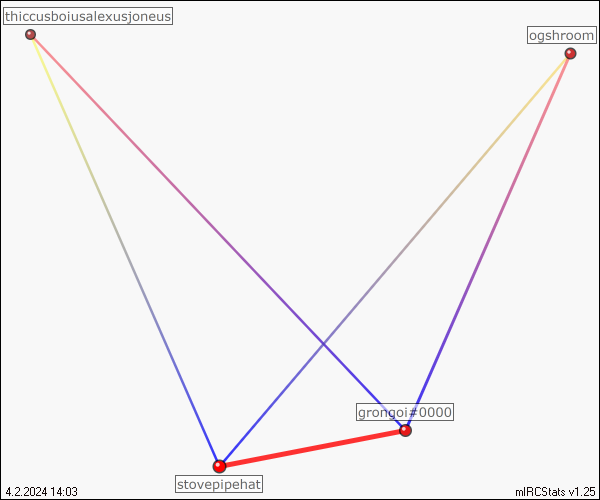 thiccusboiusalexusjoneus
ogshroom
grongoi#0000
stovepipehat
4.2.2024 14:03
mIRCStats v1.25